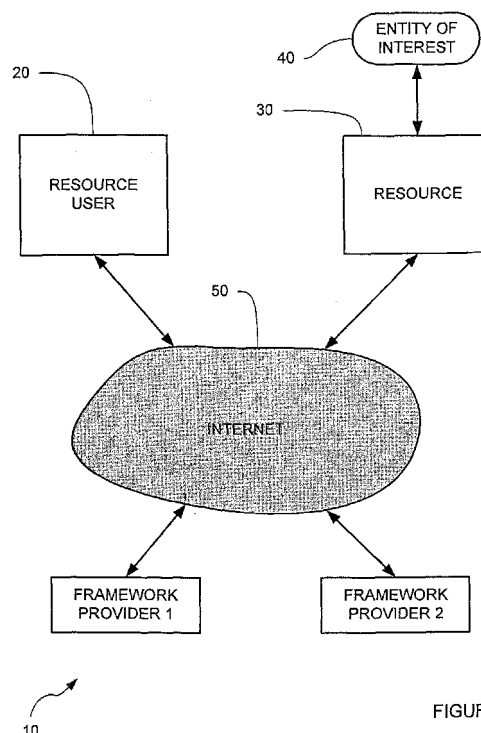 ENTITY OF
INTEREST
40
20
30
RESOURCE
USER
RESOURCE
50
INTERNET
FRAMEWORK
PROVIDER 1
FRAMEWORK
PROVIDER 2
10
FIGUR